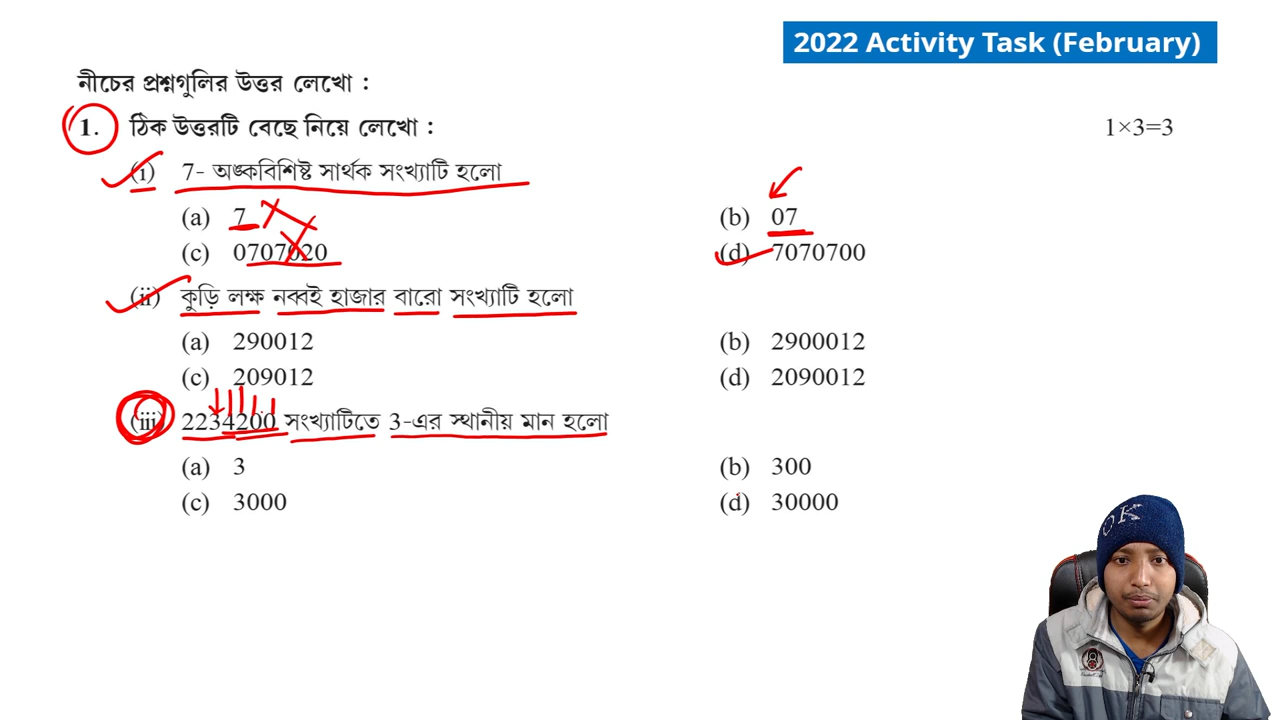 2022 Activity Task (February)
নীচের প্রশ্নগুলির উত্তর লেখো :
1. ঠিক উত্তরটি বেছে নিয়ে লেখো : 1×3=3
(i) 7- অঙ্কবিশিষ্ট সার্থক সংখ্যাটি হলো
(a) 7 (b) 07
(c) 0707020 (d) 7070700
(ii) কুড়ি লক্ষ নব্বই হাজার বারো সংখ্যাটি হলো
(a) 290012 (b) 2900012
(c) 209012 (d) 2090012
(iii) 2234200 সংখ্যাটিতে 3-এর স্থানীয় মান হলো
(a) 3 (b) 300
(c) 3000 (d) 30000
OK